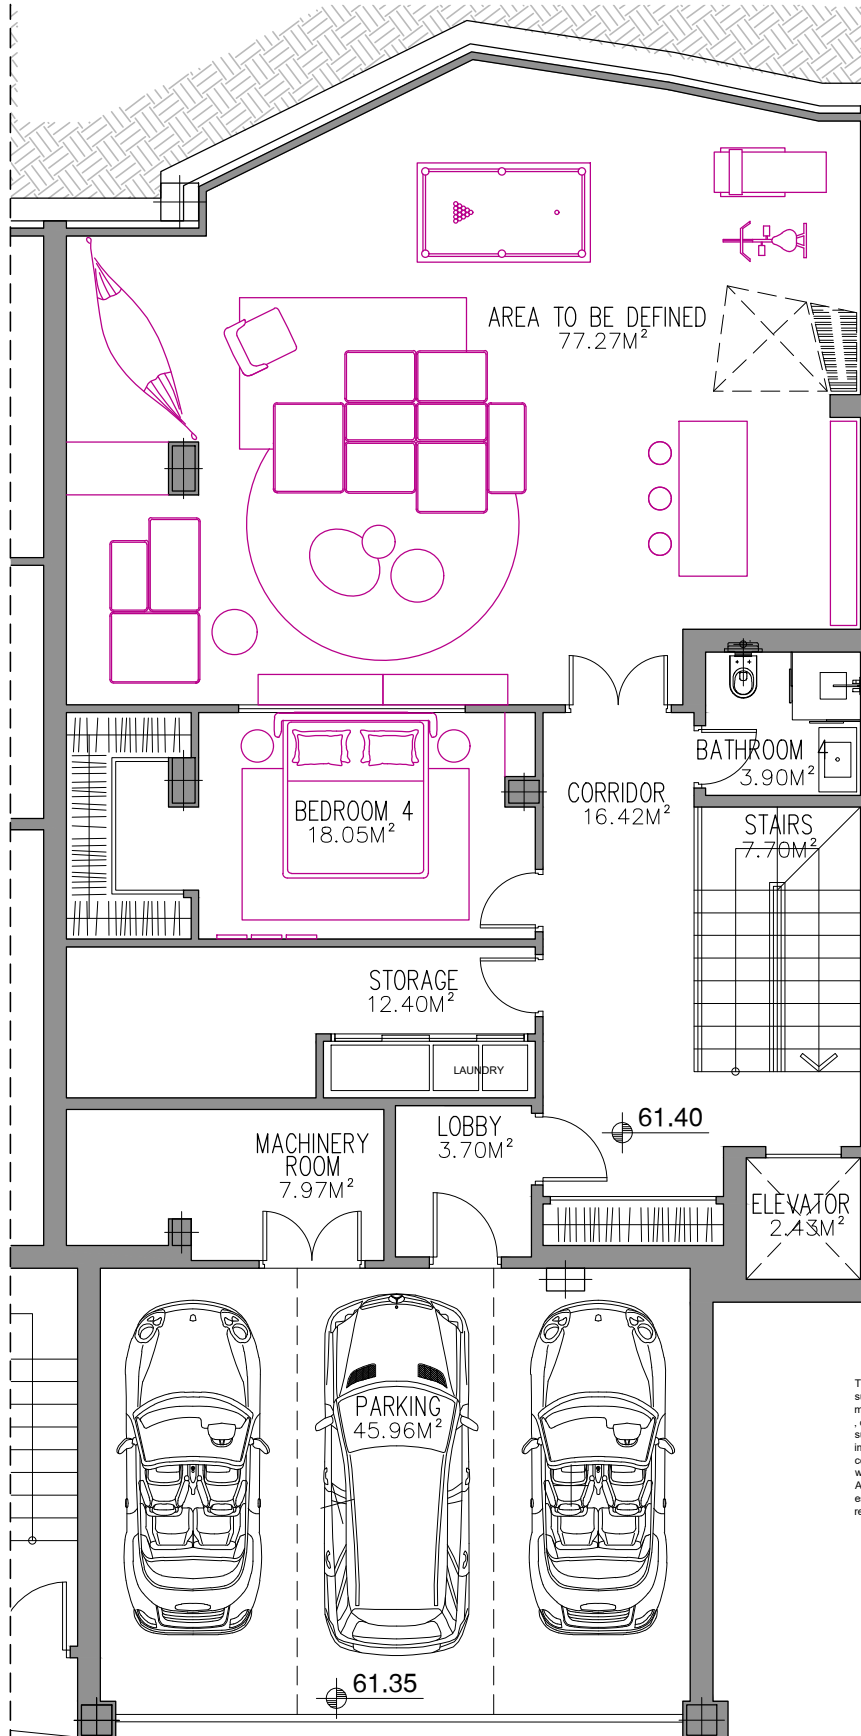 AREA TO BE DEFINED
77.27M²
BATHROOM 4
3.90M²
CORRIDOR
16.42M²
BEDROOM 4
18.05M²
STAIRS
7.70M²
STORAGE
12.40M²
LAUNDRY
61.40
LOBBY
3.70M²
MACHINERY
ROOM
7.97M²
ELEVATOR
2.43M²
PARKING
45.96M²
61.35